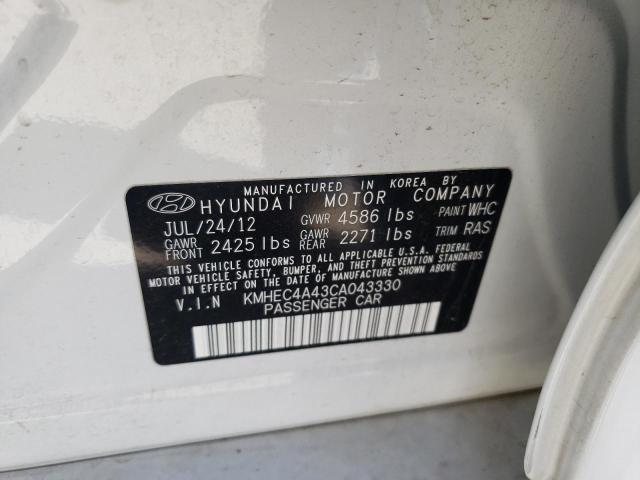 MANUFACTURED IN KOREA BY
HYUNDAI MOTOR COMPANY
JUL/24/12 GVWR 4586 lbs PAINT WHC
GAWR FRONT 2425 lbs GAWR REAR 2271 lbs TRIM RAS
THIS VEHICLE CONFORMS TO ALL APPLICABLE U.S.A. FEDERAL
MOTOR VEHICLE SAFETY, BUMPER, AND THEFT PREVENTION STANDARDS
IN EFFECT ON THE DATE OF MANUFACTURE SHOWN ABOVE.
V.I.N KMHEC4A43CA043330
PASSENGER CAR